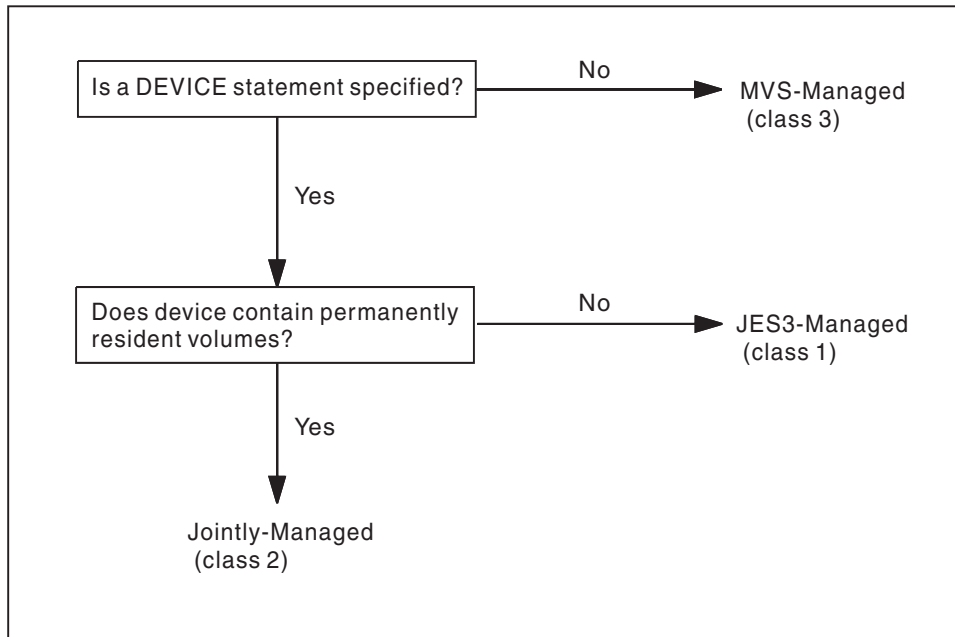 Is a DEVICE statement specified?
No
MVS-Managed
(class 3)
Yes
Does device contain permanently
resident volumes?
No
JES3-Managed
(class 1)
Yes
Jointly-Managed
(class 2)